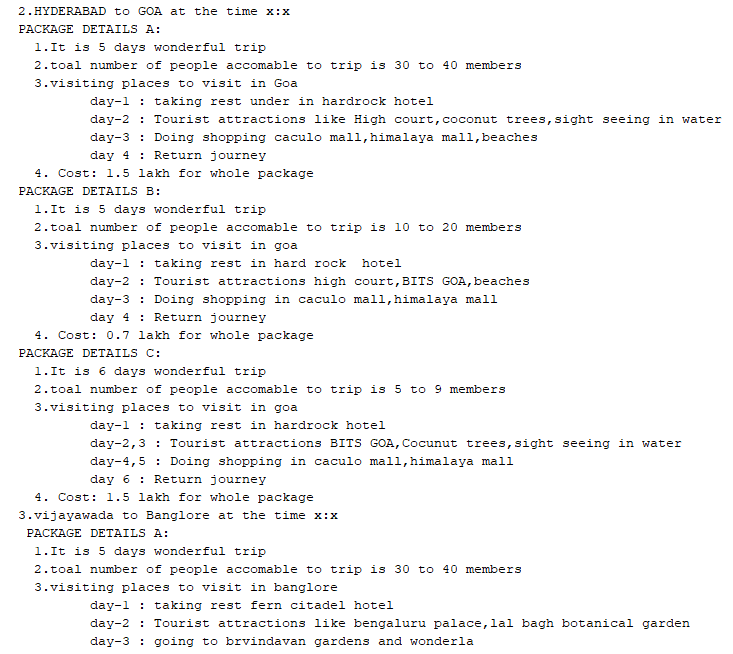 2.HYDERABAD to GOA at the time x:x
PACKAGE DETAILS A:
1.It is 5 days wonderful trip
2.toal number of people accomable to trip is 30 to 40 members
3.visiting places to visit in Goa
day-1 : taking rest under in hardrock hotel
day-2 : Tourist attractions like High court,coconut trees,sight seeing in water
day-3 : Doing shopping caculo mall,himalaya mall,beaches
day 4 : Return journey
4. Cost: 1.5 lakh for whole package
PACKAGE DETAILS B:
1.It is 5 days wonderful trip
2.toal number of people accomable to trip is 10 to 20 members
3.visiting places to visit in goa
day-1 : taking rest in hard rock  hotel
day-2 : Tourist attractions high court,BITS GOA,beaches
day-3 : Doing shopping in caculo mall,himalaya mall
day 4 : Return journey
4. Cost: 0.7 lakh for whole package
PACKAGE DETAILS C:
1.It is 6 days wonderful trip
2.toal number of people accomable to trip is 5 to 9 members
3.visiting places to visit in goa
day-1 : taking rest in hardrock hotel
day-2,3 : Tourist attractions BITS GOA,Cocunut trees,sight seeing in water
day-4,5 : Doing shopping in caculo mall,himalaya mall
day 6 : Return journey
4. Cost: 1.5 lakh for whole package
3.vijayawada to Banglore at the time x:x
PACKAGE DETAILS A:
1.It is 5 days wonderful trip
2.toal number of people accomable to trip is 30 to 40 members
3.visiting places to visit in banglore
day-1 : taking rest fern citadel hotel
day-2 : Tourist attractions like bengaluru palace,lal bagh botanical garden
day-3 : going to brvindavan gardens and wonderla